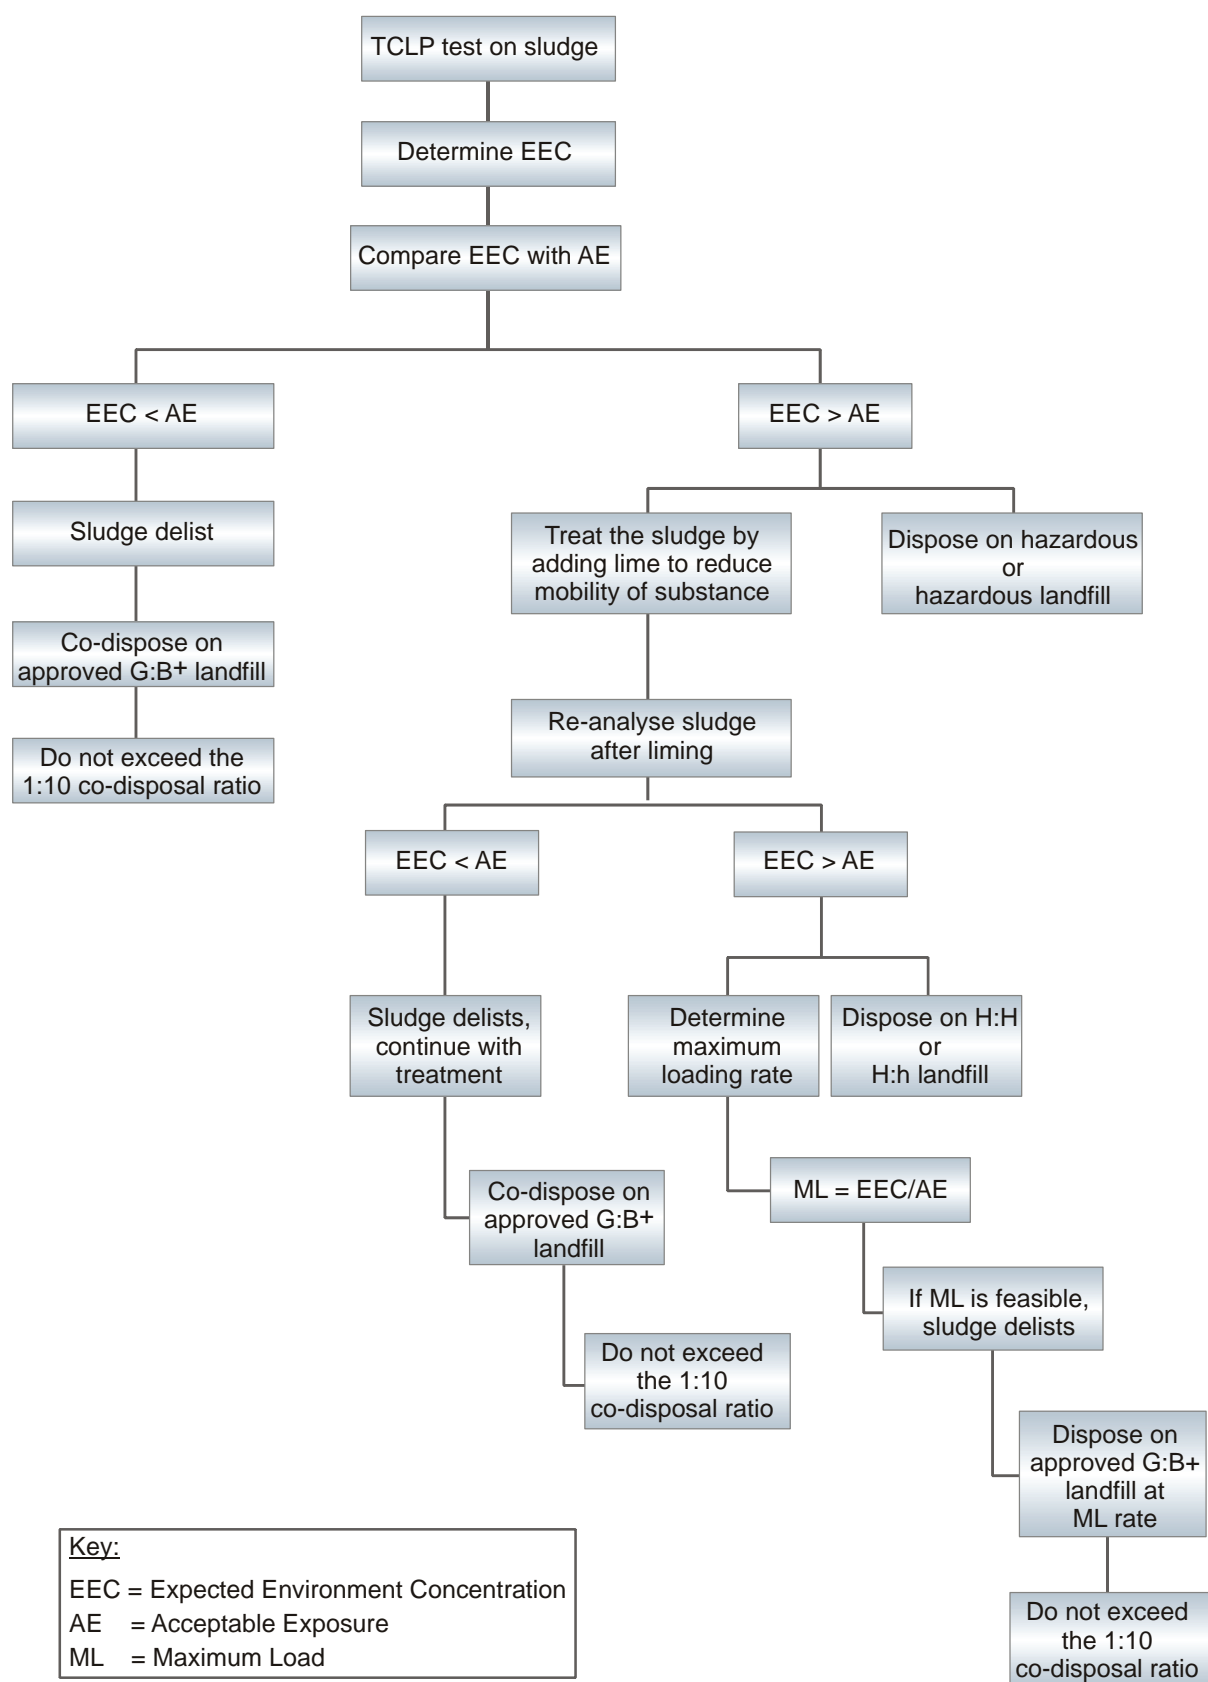 TCLP test on sludge
Determine EEC
Compare EEC with AE
EEC < AE
EEC > AE
Sludge delist
Treat the sludge by
adding lime to reduce
mobility of substance
Dispose on hazardous
or
hazardous landfill
Co-dispose on
approved G:B+ landfill
Re-analyse sludge
after liming
Do not exceed the
1:10 co-disposal ratio
EEC < AE
EEC > AE
Sludge delists,
continue with
treatment
Determine
maximum
loading rate
Dispose on H:H
or
H:h landfill
Co-dispose on
approved G:B+
landfill
ML = EEC/AE
If ML is feasible,
sludge delists
Do not exceed
the 1:10
co-disposal ratio
Dispose on
approved G:B+
landfill at
ML rate
Do not exceed
the 1:10
co-disposal ratio
Key:
EEC = Expected Environment Concentration
AE = Acceptable Exposure
ML = Maximum Load